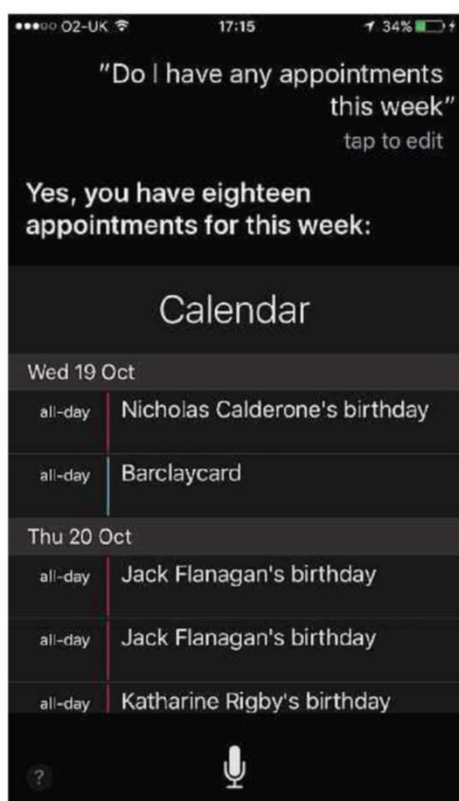 O2-UK 17:15 34%
"Do I have any appointments
this week"
tap to edit
Yes, you have eighteen
appointments for this week:
Calendar
Wed 19 Oct
all-day Nicholas Calderone's birthday
all-day Barclaycard
Thu 20 Oct
all-day Jack Flanagan's birthday
all-day Jack Flanagan's birthday
all-day Katharine Rigby's birthday
?